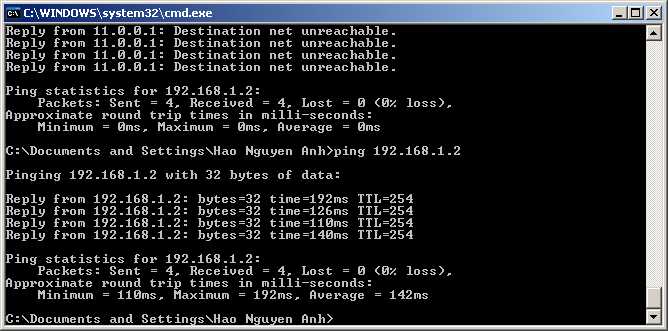 C:\WINDOWS\system32\cmd.exe
Reply from 11.0.0.1: Destination net unreachable.
Reply from 11.0.0.1: Destination net unreachable.
Reply from 11.0.0.1: Destination net unreachable.
Reply from 11.0.0.1: Destination net unreachable.
Ping statistics for 192.168.1.2:
Packets: Sent = 4, Received = 4, Lost = 0 (0% loss),
Approximate round trip times in milli-seconds:
Minimum = 0ms, Maximum = 0ms, Average = 0ms
C:\Documents and Settings\Hao Nguyen Anh>ping 192.168.1.2
Pinging 192.168.1.2 with 32 bytes of data:
Reply from 192.168.1.2: bytes=32 time=192ms TTL=254
Reply from 192.168.1.2: bytes=32 time=126ms TTL=254
Reply from 192.168.1.2: bytes=32 time=110ms TTL=254
Reply from 192.168.1.2: bytes=32 time=140ms TTL=254
Ping statistics for 192.168.1.2:
Packets: Sent = 4, Received = 4, Lost = 0 (0% loss),
Approximate round trip times in milli-seconds:
Minimum = 110ms, Maximum = 192ms, Average = 142ms
C:\Documents and Settings\Hao Nguyen Anh>